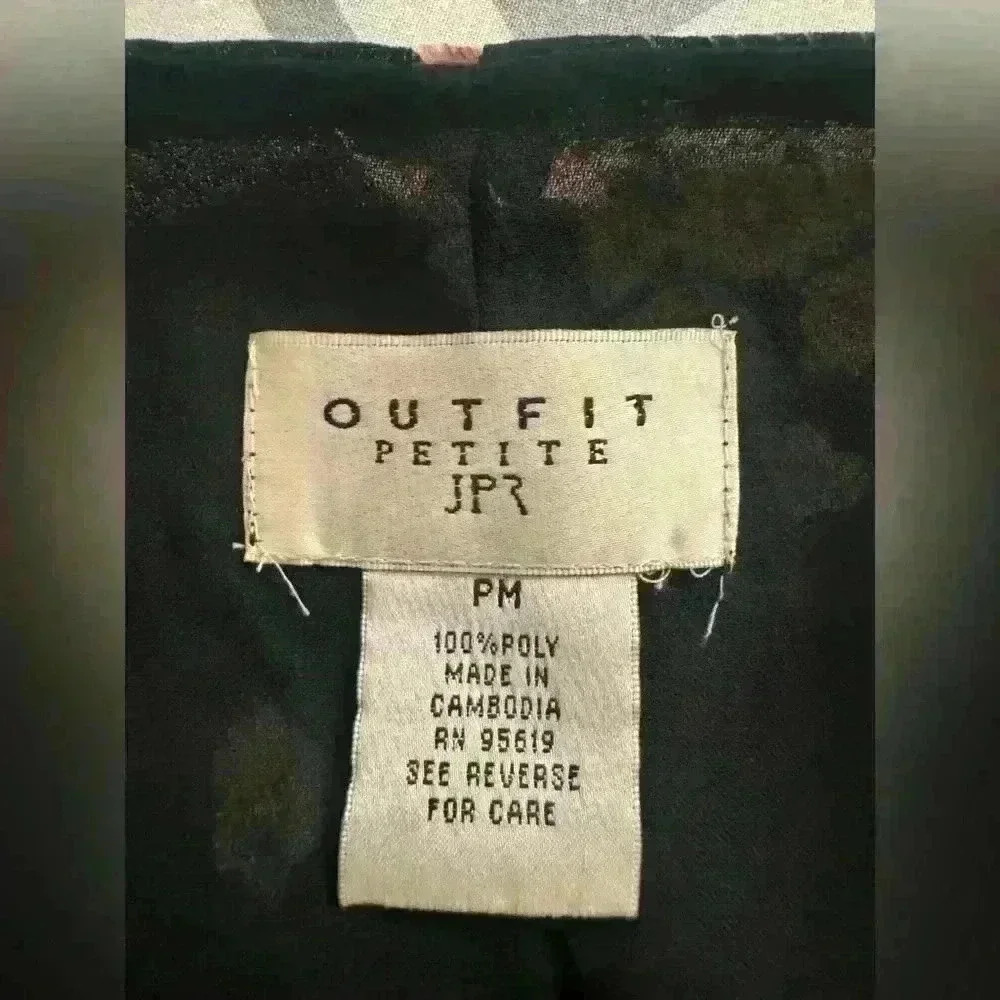 OUTFIT
PETITE
JPR
PM
100%POLY
MADE IN
CAMBODIA
RN 95619
SEE REVERSE
FOR CARE